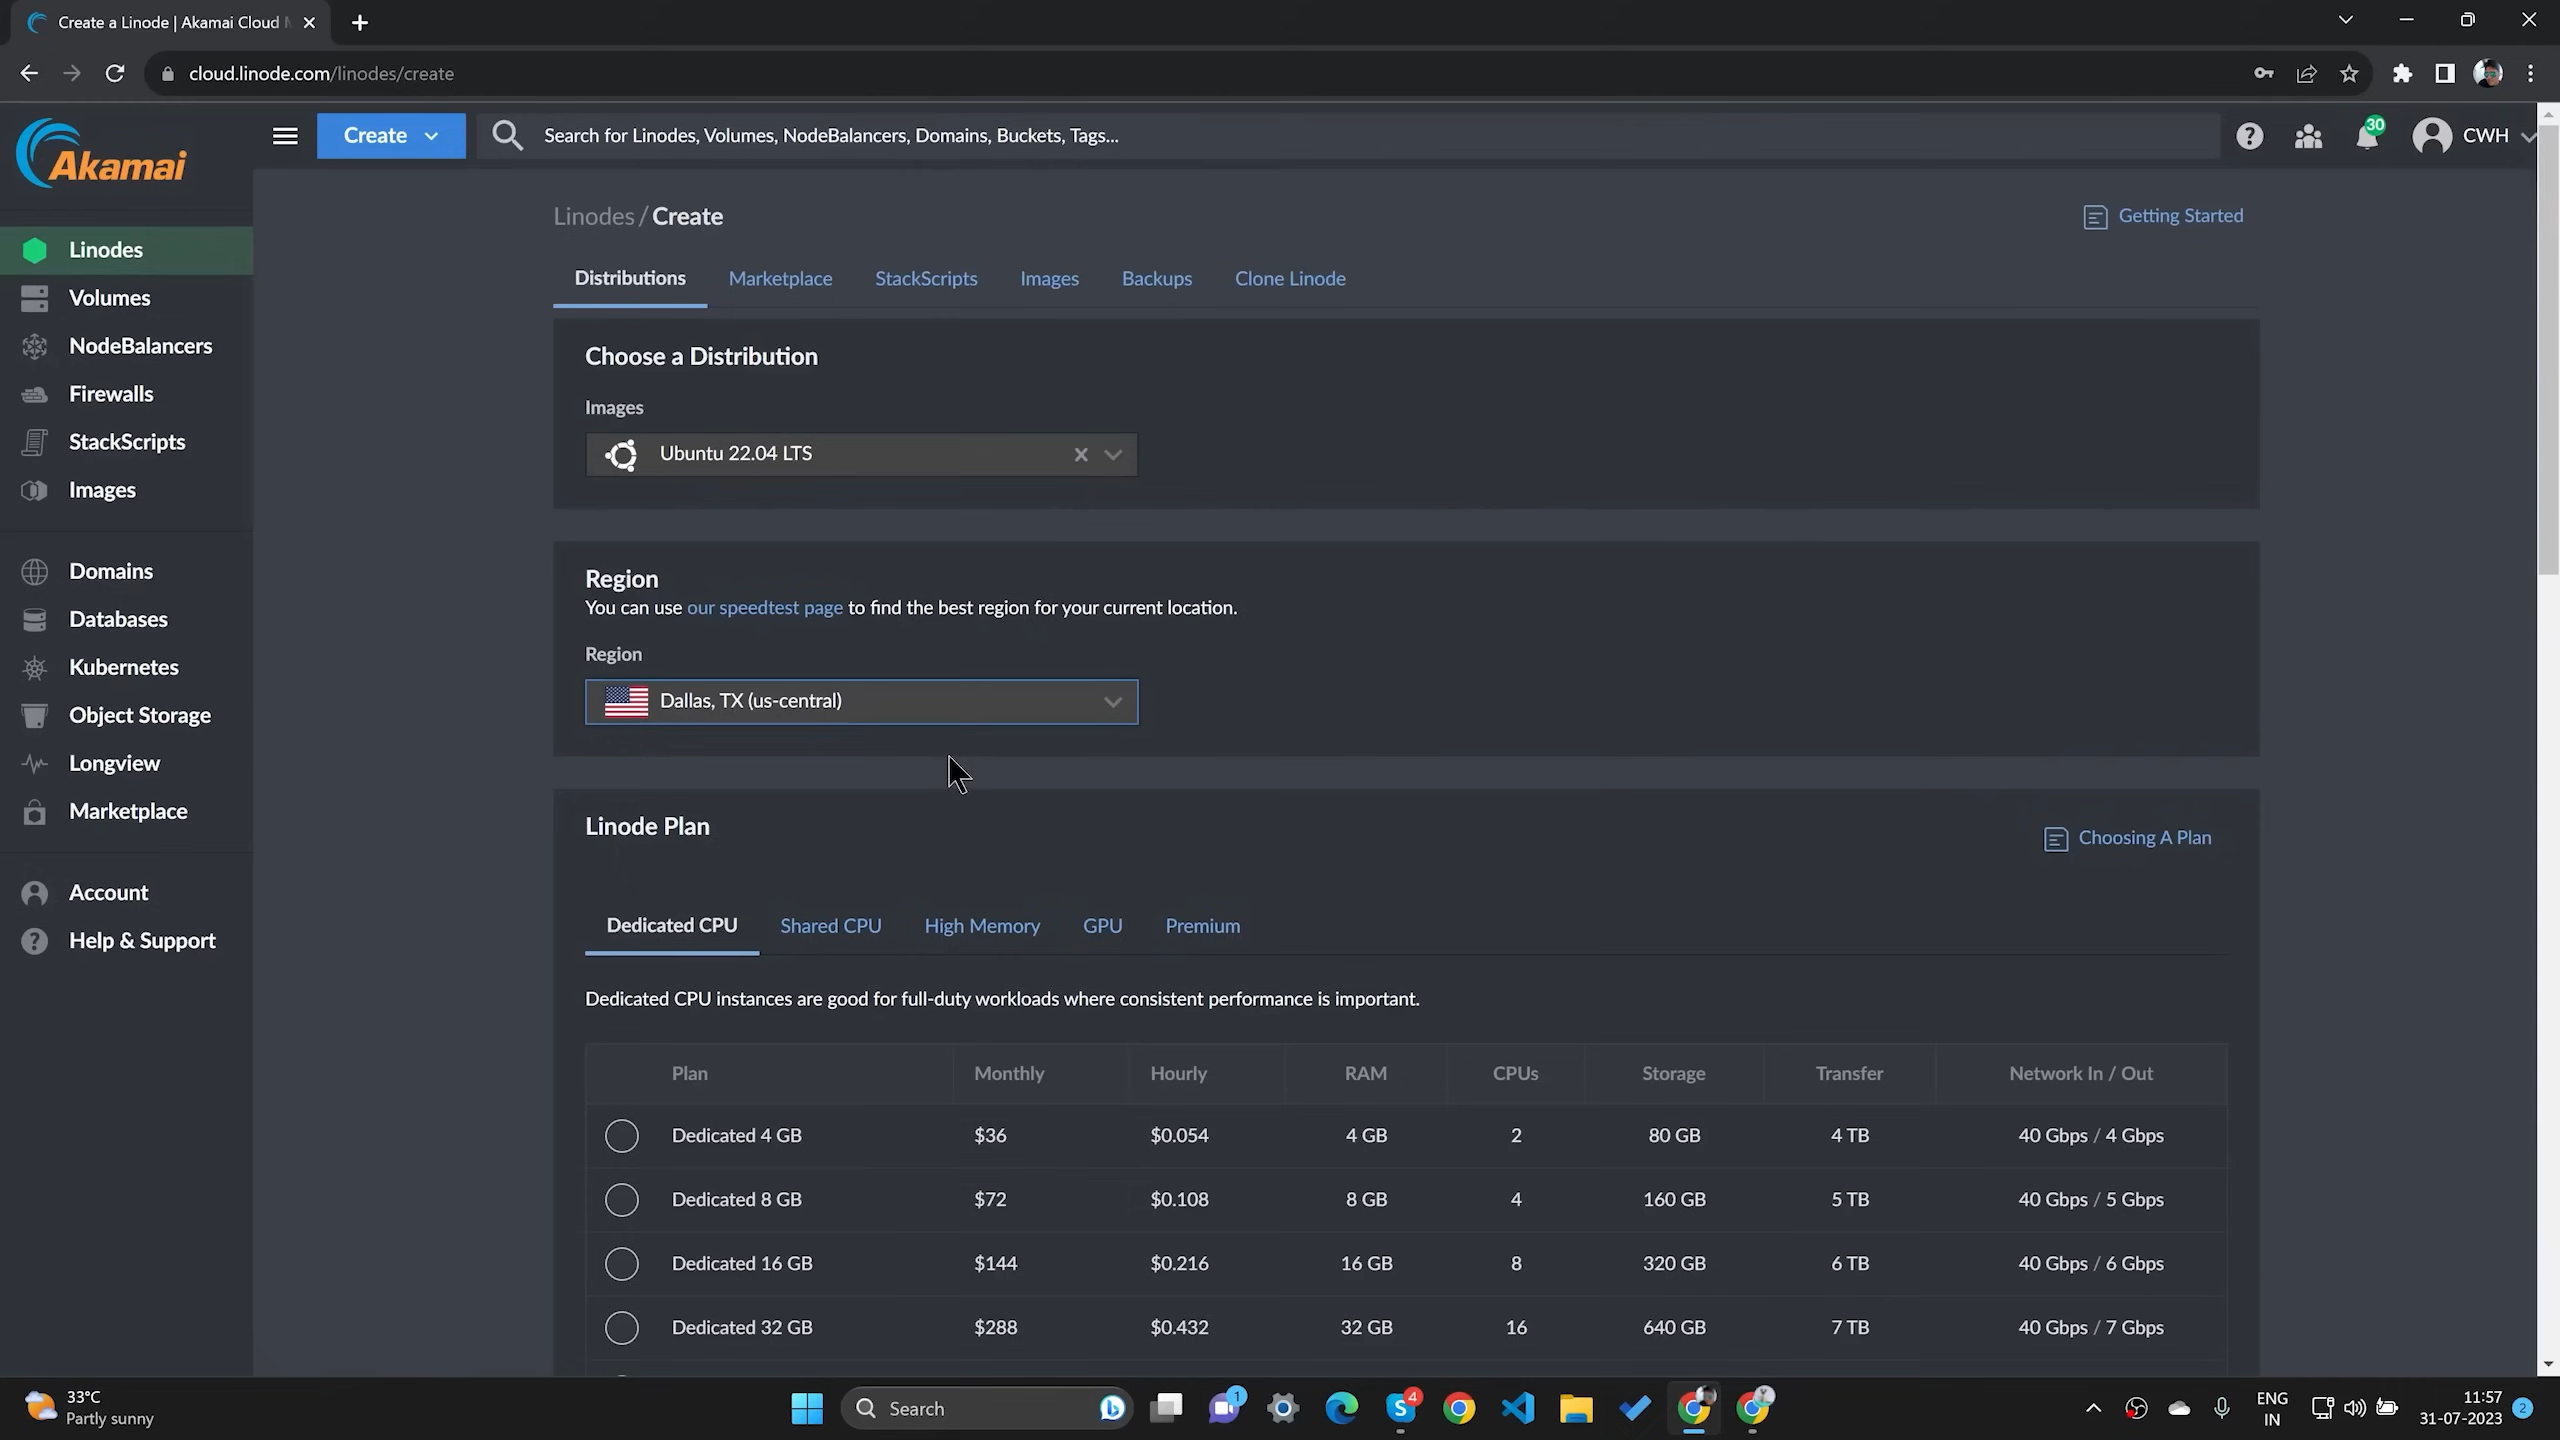 Create a Linode | Akamai Cloud M
cloud.linode.com/linodes/create
Akamai
Create
Search for Linodes, Volumes, NodeBalancers, Domains, Buckets, Tags...
30
CWH
Linodes
Volumes
NodeBalancers
Firewalls
StackScripts
Images
Domains
Databases
Kubernetes
Object Storage
Longview
Marketplace
Account
Help & Support
Linodes / Create
Getting Started
Distributions Marketplace StackScripts Images Backups Clone Linode
Choose a Distribution
Images
Ubuntu 22.04 LTS
Region
You can use our speedtest page to find the best region for your current location.
Region
Dallas, TX (us-central)
Linode Plan
Choosing A Plan
Dedicated CPU Shared CPU High Memory GPU Premium
Dedicated CPU instances are good for full-duty workloads where consistent performance is important.
Plan Monthly Hourly RAM CPUs Storage Transfer Network In / Out
Dedicated 4 GB $36 $0.054 4 GB 2 80 GB 4 TB 40 Gbps / 4 Gbps
Dedicated 8 GB $72 $0.108 8 GB 4 160 GB 5 TB 40 Gbps / 5 Gbps
Dedicated 16 GB $144 $0.216 16 GB 8 320 GB 6 TB 40 Gbps / 6 Gbps
Dedicated 32 GB $288 $0.432 32 GB 16 640 GB 7 TB 40 Gbps / 7 Gbps
33°C
Partly sunny
Search
1
4
ENG
IN
11:57
31-07-2023
2